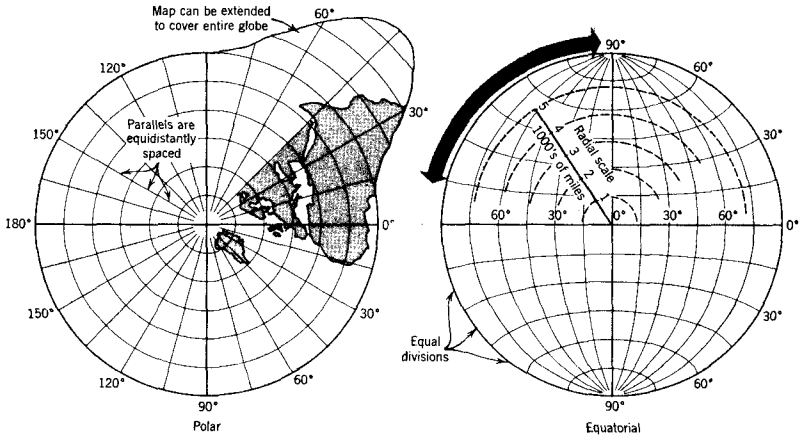 Map can be extended
to cover entire globe
60°
120°
Parallels are
equidistantly
spaced
150°
30°
180°
0°
150°
30°
120°
60°
90°
Polar
90°
60°
60°
30°
5
4
3
2
1
Radial scale
1000's of miles
60°
30°
0°
30°
60°
0°
30°
Equal
divisions
60°
90°
Equatorial